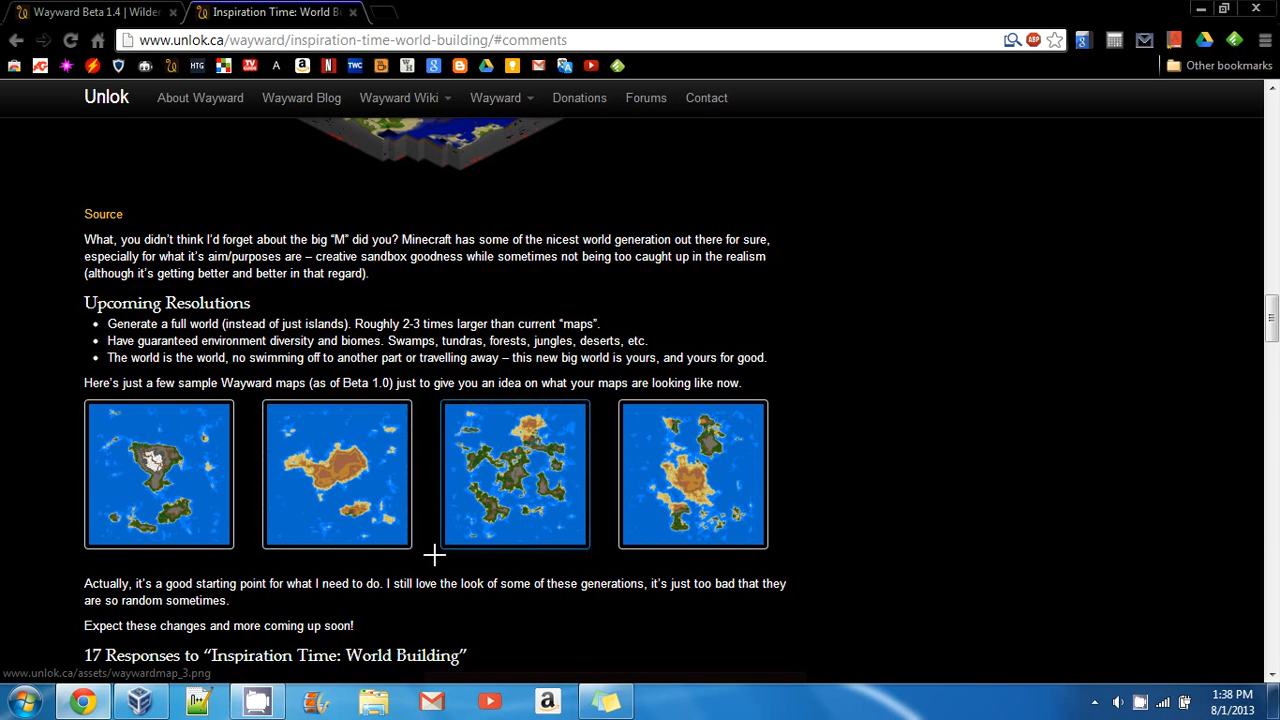 Wayward Beta 1.4 | Wilder
Inspiration Time: World B
www.unlok.ca/wayward/inspiration-time-world-building/#comments
Other bookmarks
Unlok
About Wayward
Wayward Blog
Wayward Wiki
Wayward
Donations
Forums
Contact
Source
What, you didn't think I'd forget about the big "M" did you? Minecraft has some of the nicest world generation out there for sure,
especially for what it's aim/purposes are – creative sandbox goodness while sometimes not being too caught up in the realism
(although it's getting better and better in that regard).
Upcoming Resolutions
• Generate a full world (instead of just islands). Roughly 2-3 times larger than current "maps".
• Have guaranteed environment diversity and biomes. Swamps, tundras, forests, jungles, deserts, etc.
• The world is the world, no swimming off to another part or travelling away – this new big world is yours, and yours for good.
Here's just a few sample Wayward maps (as of Beta 1.0) just to give you an idea on what your maps are looking like now.
Actually, it's a good starting point for what I need to do. I still love the look of some of these generations, it's just too bad that they
are so random sometimes.
Expect these changes and more coming up soon!
17 Responses to "Inspiration Time: World Building"
www.unlok.ca/assets/waywardmap_3.png
1:38 PM
8/1/2013